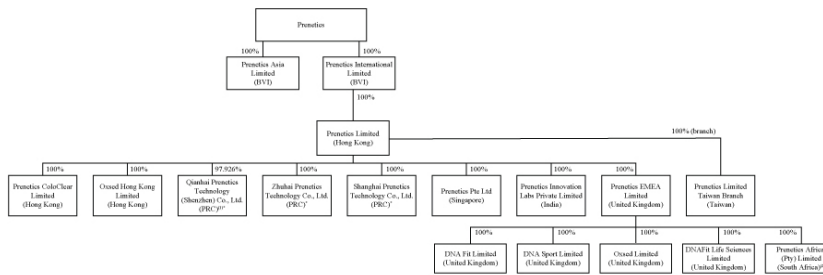 Prenetics
100%
100%
Prenetics Asia
Limited
(BVI)
Prenetics International
Limited
(BVI)
100%
Prenetics Limited
(Hong Kong)
100% (branch)
100%
100%
97.926%
100%
100%
100%
100%
100%
Prenetics ColoClear
Limited
(Hong Kong)
Oxsed Hong Kong
Limited
(Hong Kong)
Qianhai Prenetics
Technology
(Shenzhen) Co., Ltd.
(PRC)
Zhuhai Prenetics
Technology Co., Ltd.
(PRC)*
Shanghai Prenetics
Technology Co., Ltd.
(PRC)*
Prenetics Pte Ltd
(Singapore)
Prenetics Innovation
Labs Private Limited
(India)
Prenetics EMEA
Limited
(United Kingdom)
Prenetics Limited
Taiwan Branch
(Taiwan)
100%
100%
100%
100%
100%
DNA Fit Limited
(United Kingdom)
DNA Sport Limited
(United Kingdom)
Oxsed Limited
(United Kingdom)
DNAFit Life Sciences
Limited
(United Kingdom)
Prenetics Africa
(Pty) Limited
(South Africa)